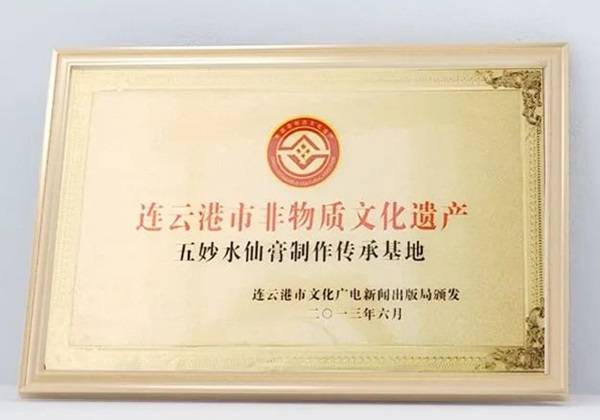 连云港市非物质文化遗产
五妙水仙膏制作传承基地
连云港市文化广电新闻出版局颁发
二〇一三年六月